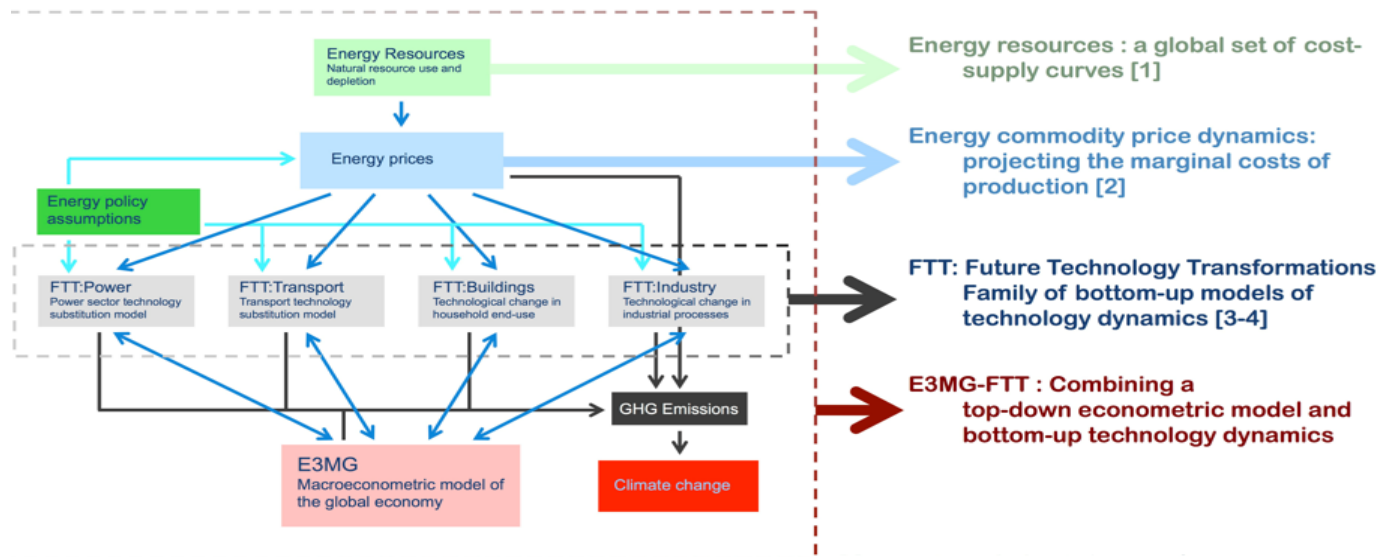 Energy Resources
Natural resource use and
depletion
Energy prices
Energy policy
assumptions
FTT:Power
Power sector technology
substitution model
FTT:Transport
Transport technology
substitution model
FTT:Buildings
Technological change in
household end-use
FTT:Industry
Technological change in
industrial processes
GHG Emissions
E3MG
Macroeconometric model of
the global economy
Climate change
Energy resources : a global set of cost-
supply curves [1]
Energy commodity price dynamics:
projecting the marginal costs of
production [2]
FTT: Future Technology Transformations
Family of bottom-up models of
technology dynamics [3-4]
E3MG-FTT : Combining a
top-down econometric model and
bottom-up technology dynamics